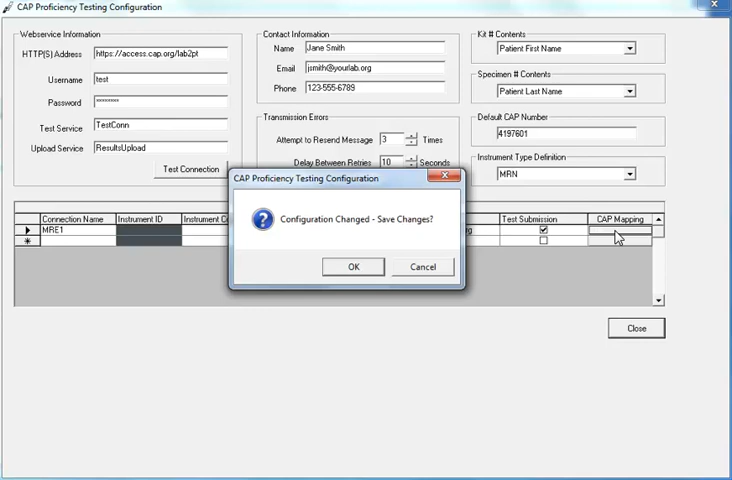 CAP Proficiency Testing Configuration
Webservice Information
HTTP(S) Address https://access.cap.org/lab2pt
Username test
Password ********
Test Service TestConn
Upload Service ResultsUpload
Test Connection
Contact Information
Name Jane Smith
Email jsmith@yourlab.org
Phone 123-555-6789
Transmission Errors
Attempt to Resend Message 3 Times
Delay Between Retries 10 Seconds
Kit # Contents
Patient First Name
Specimen # Contents
Patient Last Name
Default CAP Number
4197601
Instrument Type Definition
MRN
CAP Proficiency Testing Configuration
Configuration Changed - Save Changes?
OK Cancel
Connection Name Instrument ID Instrument Co Test Submission CAP Mapping
MRE1 rg
Close